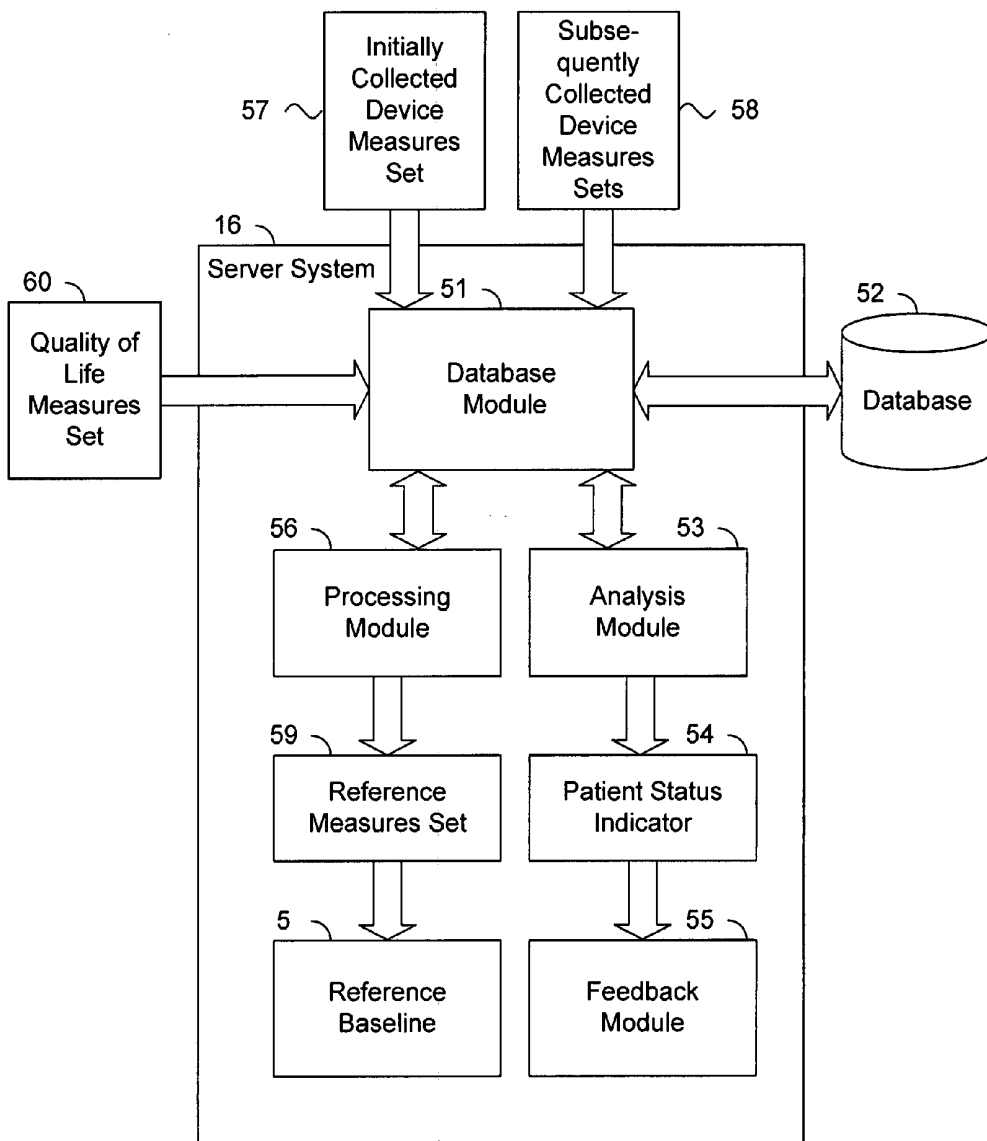 Initially
Collected
Device
Measures
Set
57
Subse-
quently
Collected
Device
Measures
Sets
58
16
Server System
60
Quality of
Life
Measures
Set
51
Database
Module
52
Database
56
Processing
Module
53
Analysis
Module
59
Reference
Measures Set
54
Patient Status
Indicator
5
Reference
Baseline
55
Feedback
Module